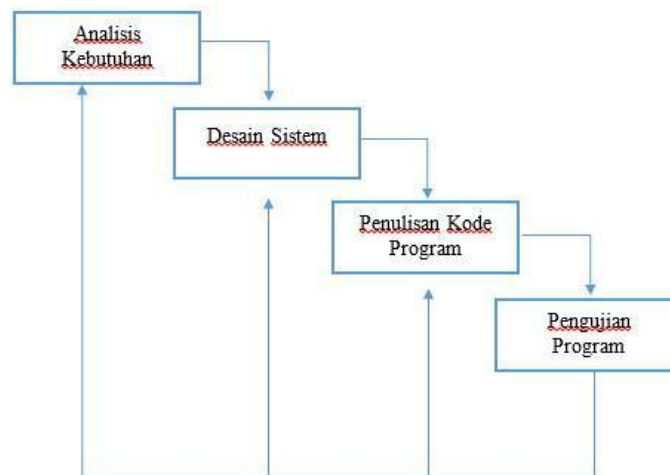 Analisis
Kebutuhan
Desain Sistem
Penulisan Kode
Program
Pengujian
Program